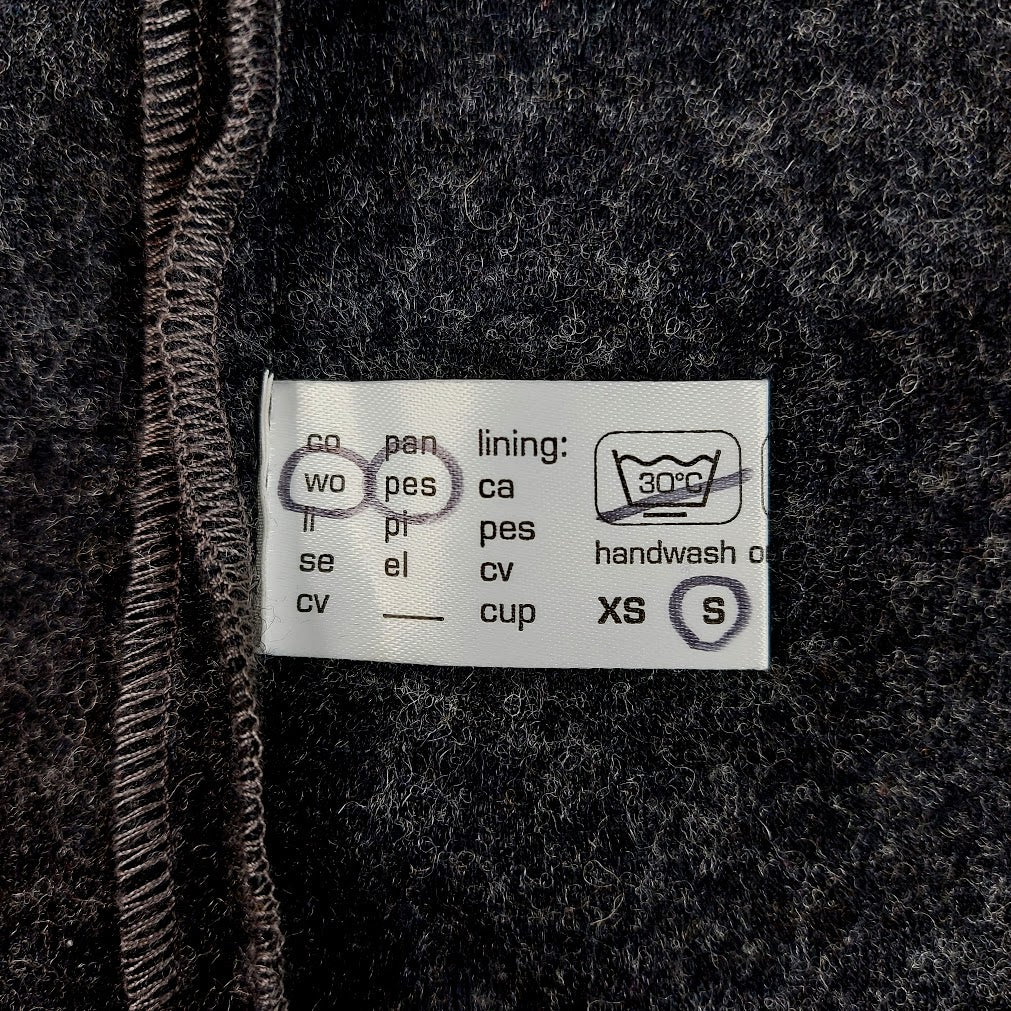 co pan lining: 30°C
wo pes ca
li pi pes handwash
se el cv
cv cup XS S